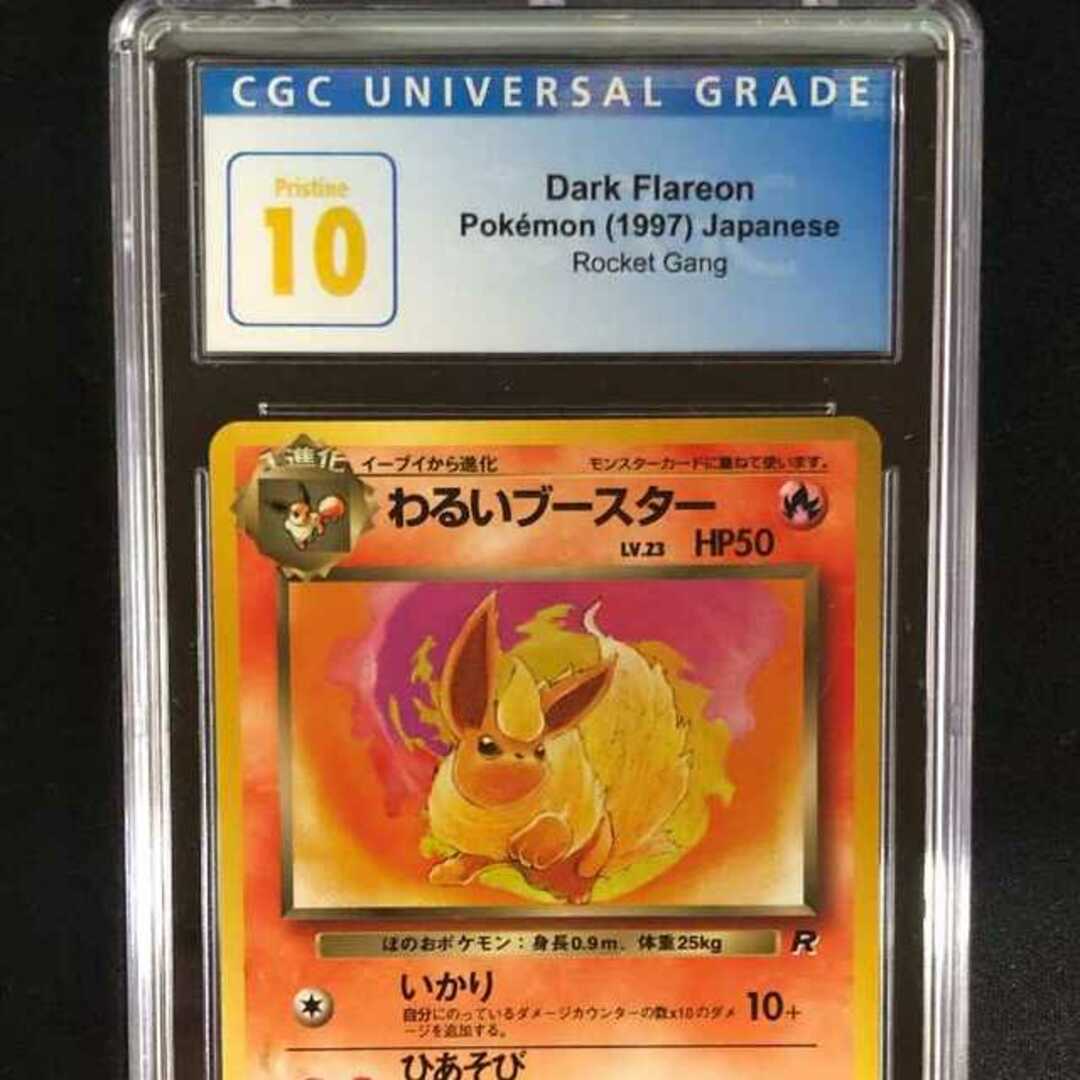 CGC UNIVERSAL GRADE
Pristine
10
Dark Flareon
Pokémon (1997) Japanese
Rocket Gang
1進化
イーブイから進化
モンスターカードに重ねて使います。
わるいブースター
LV.23 HP50
ほのおポケモン：身長0.9m、体重25kg
R
いかり
自分にのっているダメージカウンターの数x10のダメ
ージを追加する。
10+
ひあそび